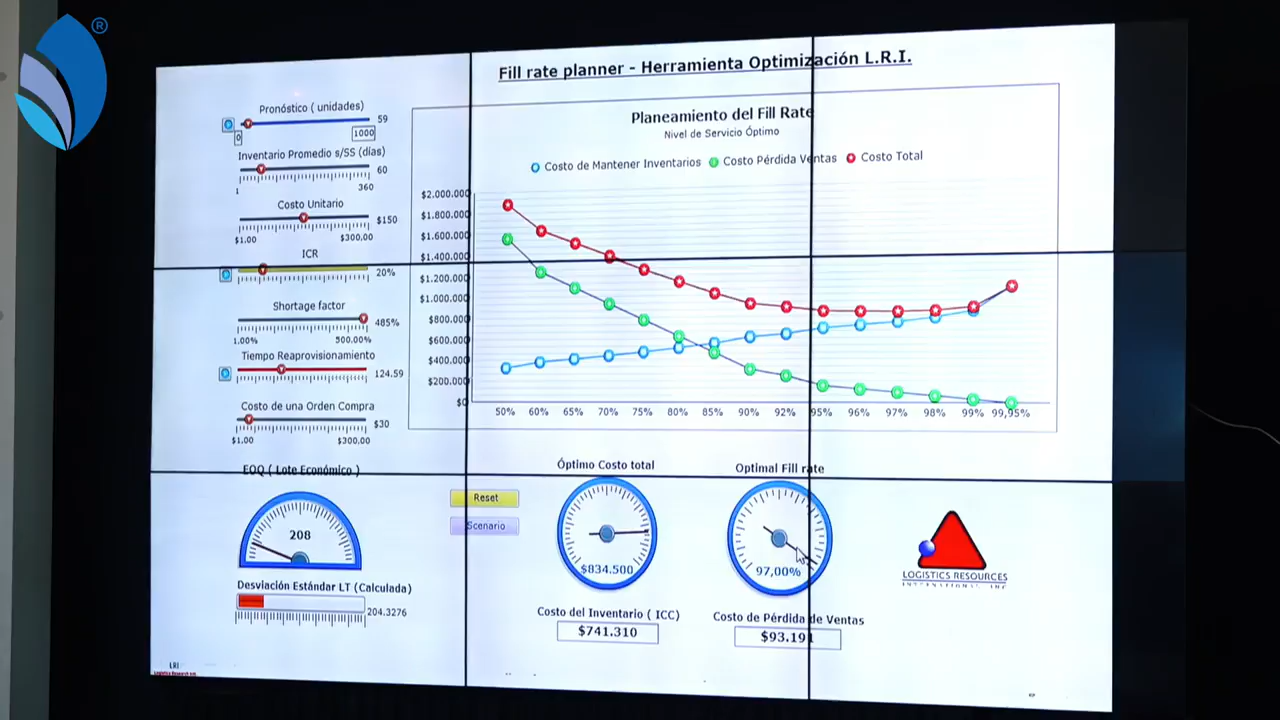 ®
Fill rate planner - Herramienta Optimización L.R.I.
Pronóstico ( unidades)
59
0
1000
Inventario Promedio s/SS (días)
60
1
360
Costo Unitario
$150
$1.00
$300,00
ICR
20%
Shortage factor
485%
1.00%
500.00%
Tiempo Reaprovisionamiento
124.59
Costo de una Orden Compra
$30
$1.00
$300,00
Planeamiento del Fill Rate
Nivel de Servicio Óptimo
Costo de Mantener Inventarios
Costo Pérdida Ventas
Costo Total
$2.000.000
$1.800.000
$1.600.000
$1.400.000
$1.200.000
$1.000.000
$800.000
$600.000
$400.000
$200.000
$0
50% 60% 65% 70% 75% 80% 85% 90% 92% 95% 96% 97% 98% 99% 99,95%
EOQ ( Lote Económico )
208
Desviación Estándar LT (Calculada)
204.3276
Reset
Scenario
Óptimo Costo total
$834.500
Optimal Fill rate
97,00%
Costo del Inventario ( ICC)
$741.310
Costo de Pérdida de Ventas
$93.191
LOGISTICS RESOURCES
INTERNATIONAL INC
LRI